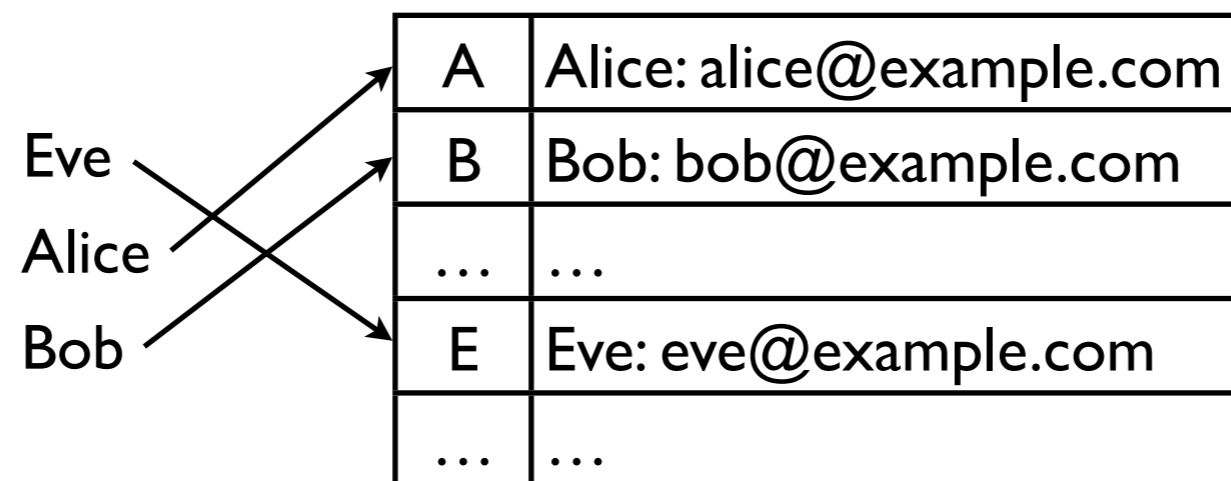 Eve
Alice
Bob
A Alice: alice@example.com
B Bob: bob@example.com
… …
E Eve: eve@example.com
… …